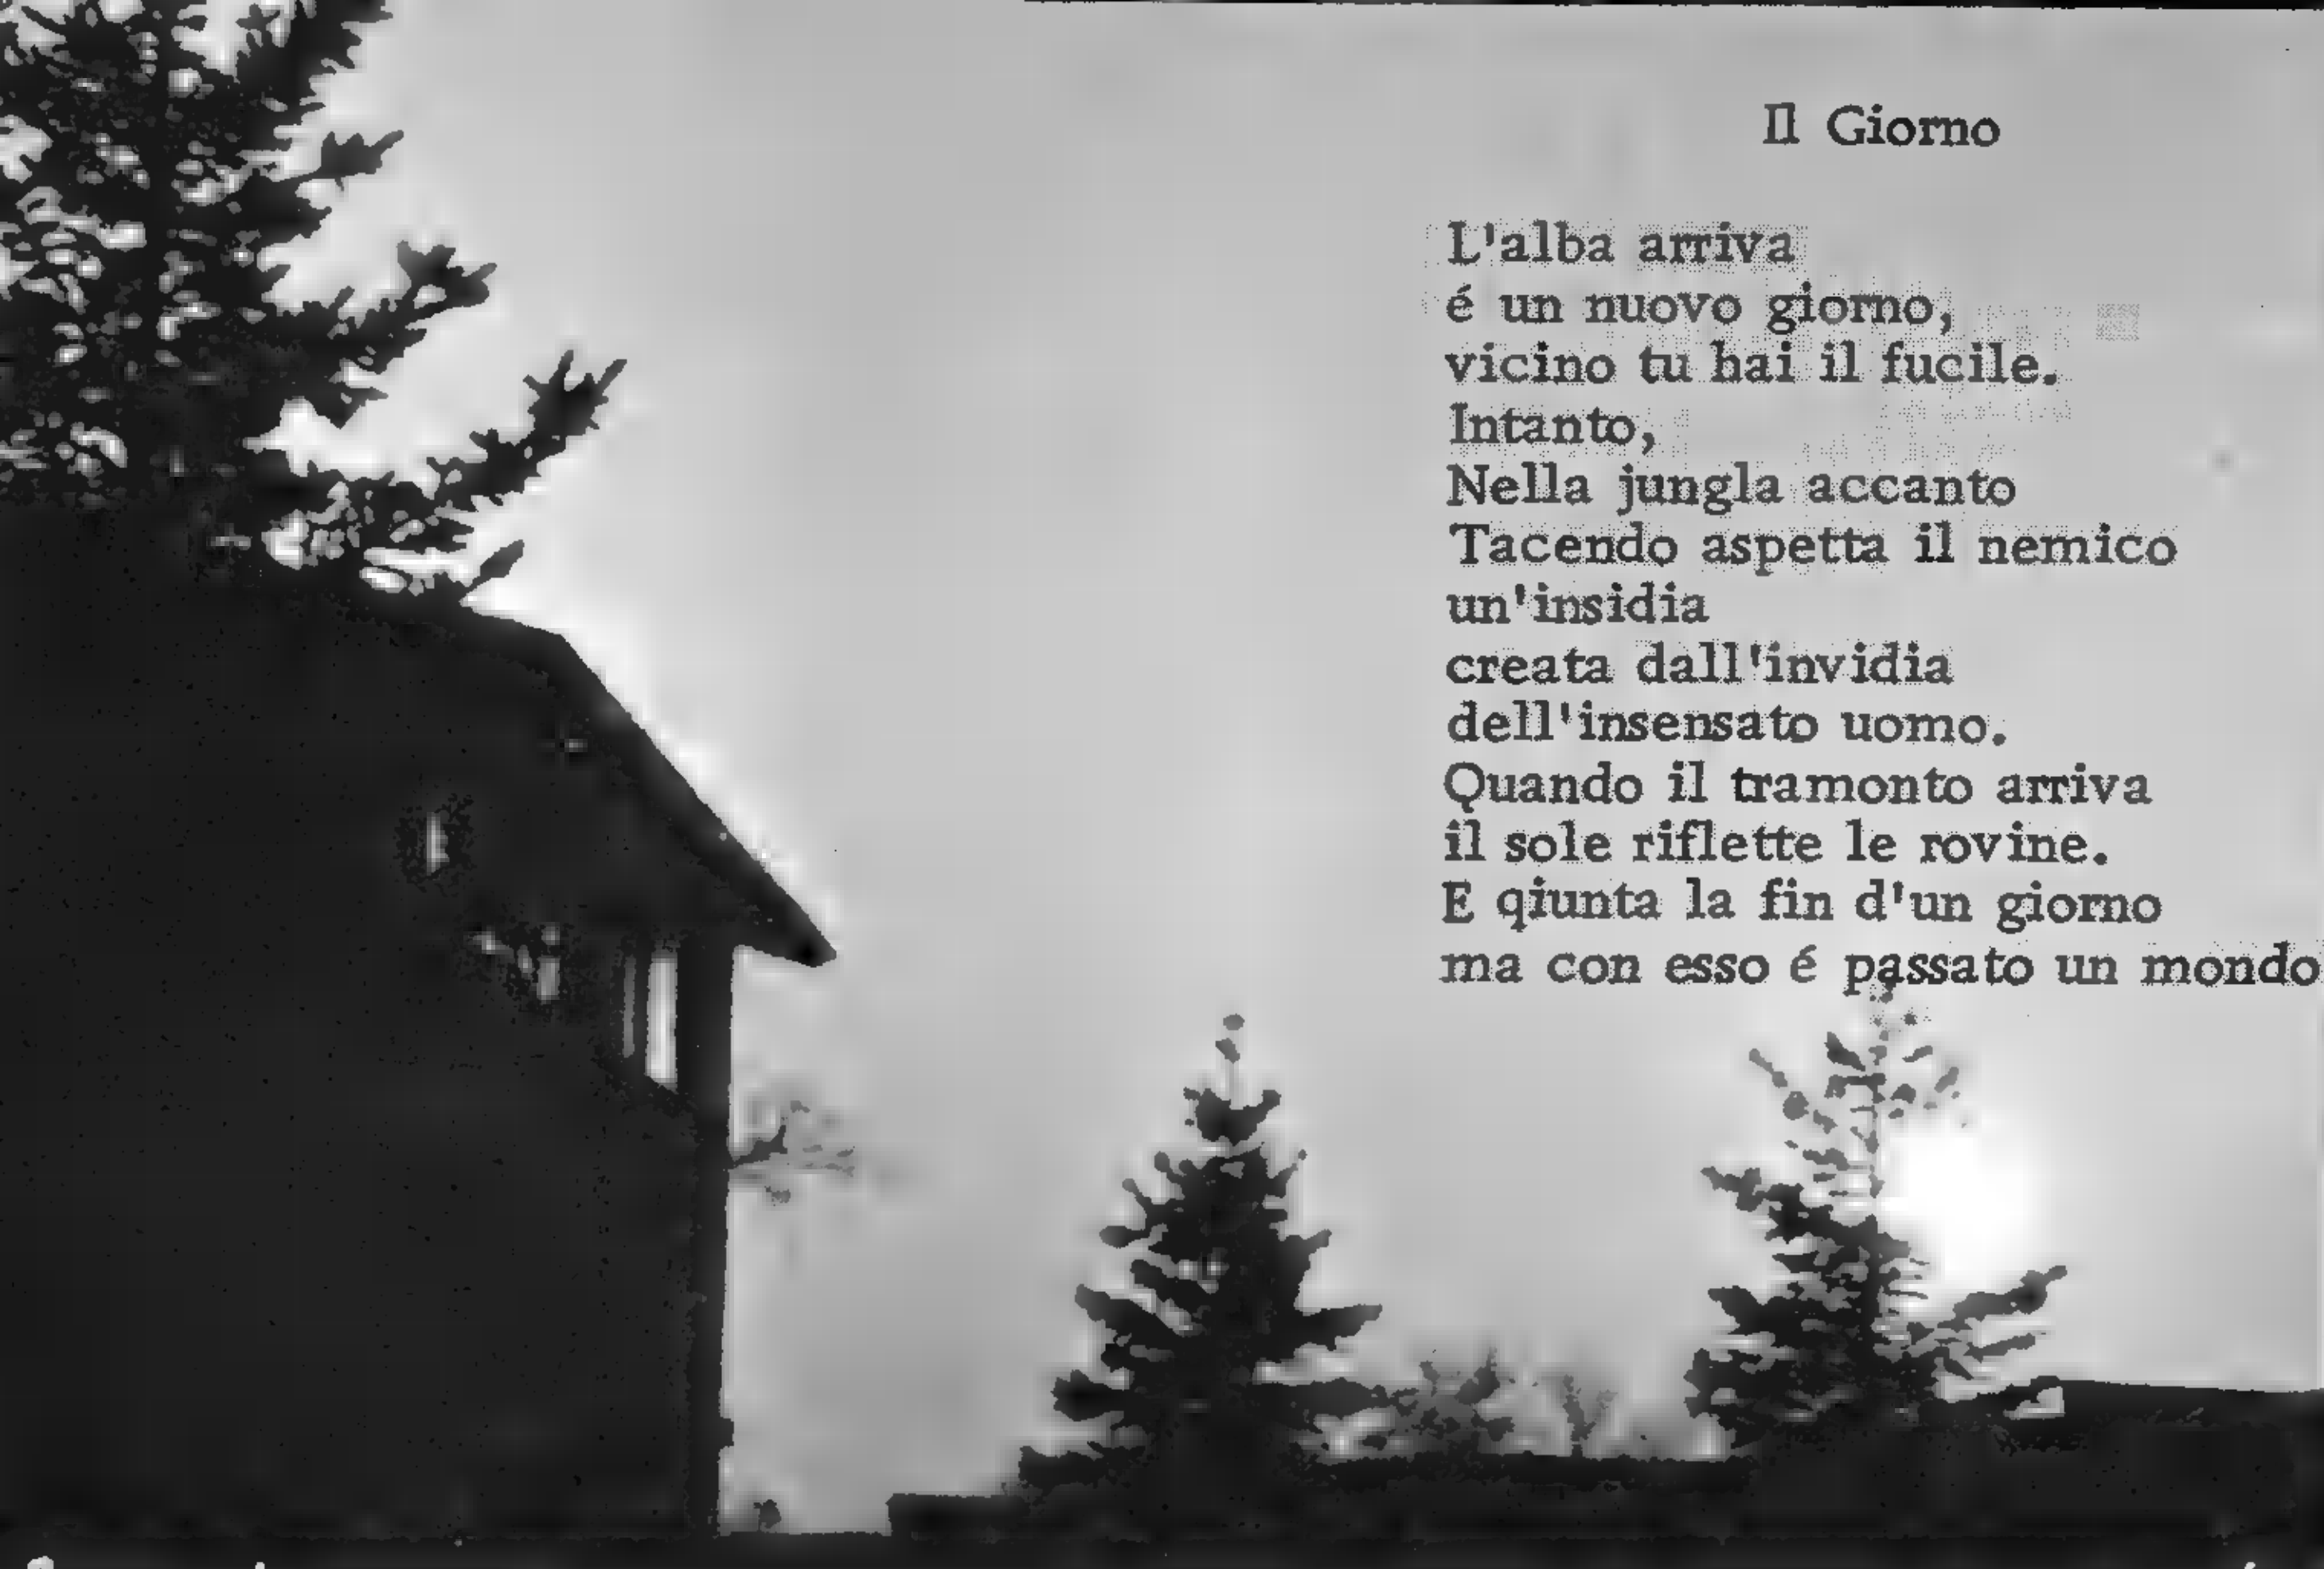 Il Giorno
L'alba arriva
é un nuovo giorno,
vicino tu hai il fucile.
Intanto,
Nella jungla accanto
Tacendo aspetta il nemico
un'insidia
creata dall'invidia
dell'insensato uomo.
Quando il tramonto arriva
il sole riflette le rovine.
E qiunta la fin d'un giorno
ma con esso é passato un mondo